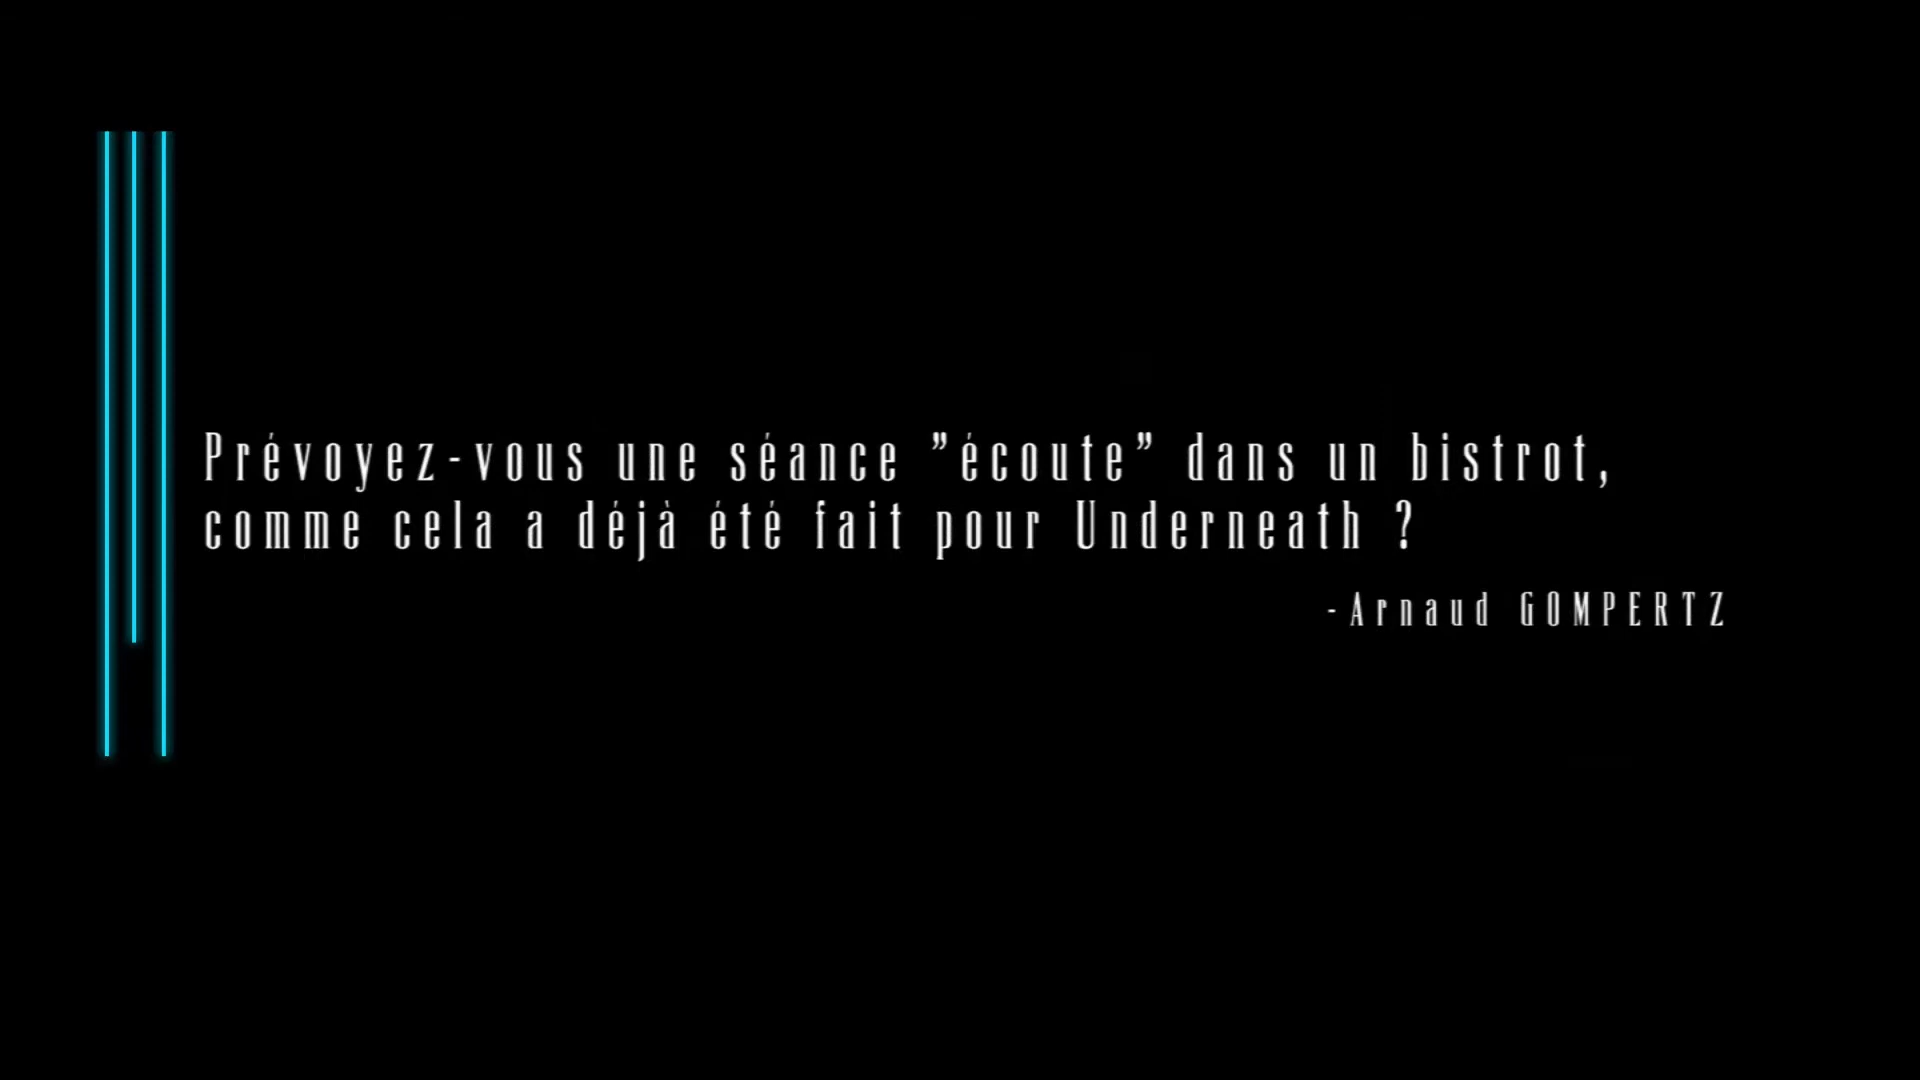 Prévoyez-vous une séance "écoute" dans un bistrot,
comme cela a déjà été fait pour Underneath ?
-Arnaud GOMPERTZ